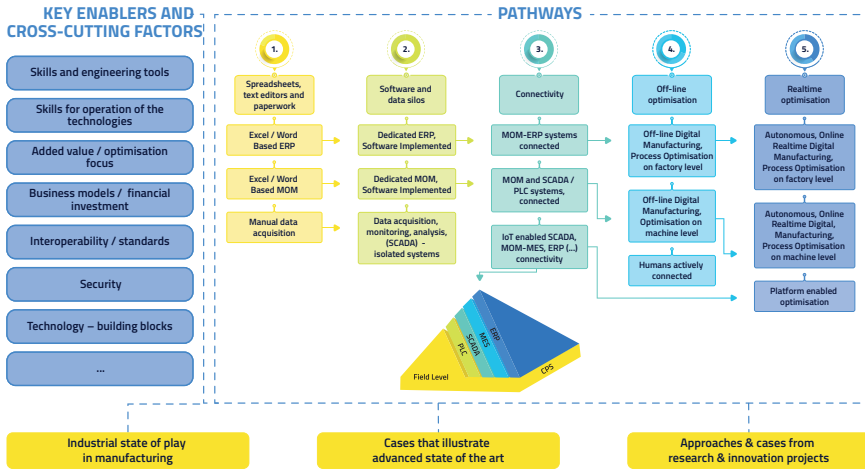 KEY ENABLERS AND
CROSS-CUTTING FACTORS
Skills and engineering tools
Skills for operation of the
technologies
Added value / optimisation
focus
Business models / financial
investment
Interoperability / standards
Security
Technology – building blocks
...
PATHWAYS
1.
Spreadsheets,
text editors and
paperwork
Excel / Word
Based ERP
Excel / Word
Based MOM
Manual data
acquisition
2.
Software and
data silos
Dedicated ERP,
Software Implemented
Dedicated MOM,
Software Implemented
Data acquisition,
monitoring, analysis,
(SCADA) -
isolated systems
3.
Connectivity
MOM-ERP systems
connected
MOM and SCADA /
PLC systems,
connected
IoT enabled SCADA,
MOM-MES, ERP (...)
connectivity
4.
Off-line
optimisation
Off-line Digital
Manufacturing,
Process Optimisation
on factory level
Off-line Digital
Manufacturing,
Optimisation on
machine level
Humans actively
connected
5.
Realtime
optimisation
Autonomous, Online
Realtime Digital
Manufacturing,
Process Optimisation
on factory level
Autonomous, Online
Realtime Digital,
Manufacturing,
Process Optimisation
on machine level
Platform enabled
optimisation
Field Level
PLC
SCADA
MES
ERP
CPS
Industrial state of play
in manufacturing
Cases that illustrate
advanced state of the art
Approaches & cases from
research & innovation projects